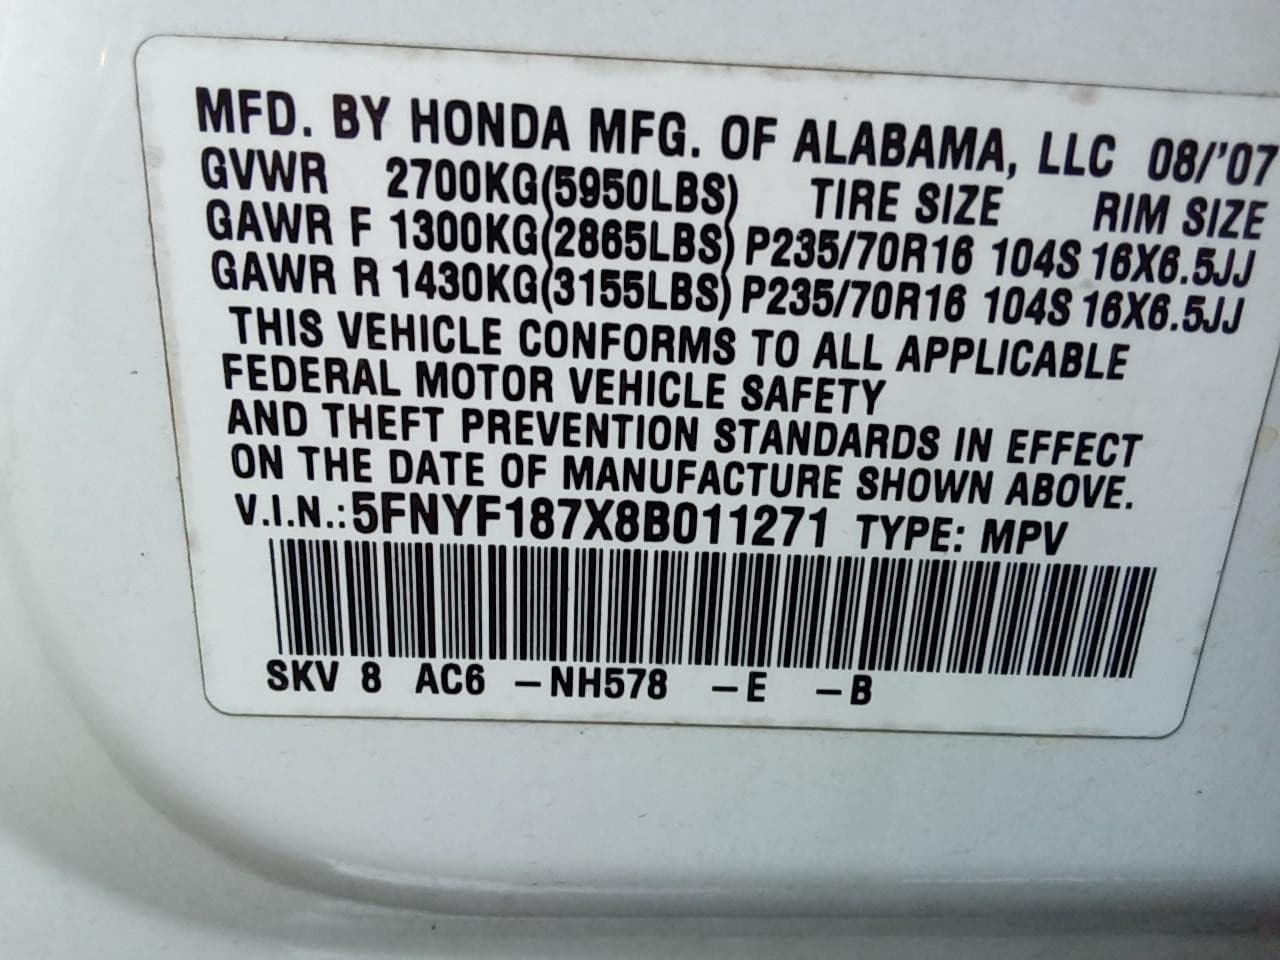 MFD. BY HONDA MFG. OF ALABAMA, LLC 08/'07
GVWR 2700KG(5950LBS) TIRE SIZE RIM SIZE
GAWR F 1300KG(2865LBS) P235/70R16 104S 16X6.5JJ
GAWR R 1430KG(3155LBS) P235/70R16 104S 16X6.5JJ
THIS VEHICLE CONFORMS TO ALL APPLICABLE
FEDERAL MOTOR VEHICLE SAFETY
AND THEFT PREVENTION STANDARDS IN EFFECT
ON THE DATE OF MANUFACTURE SHOWN ABOVE.
V.I.N.: 5FNYF187X8B011271 TYPE: MPV
SKV 8 AC6 -NH578 -E -B